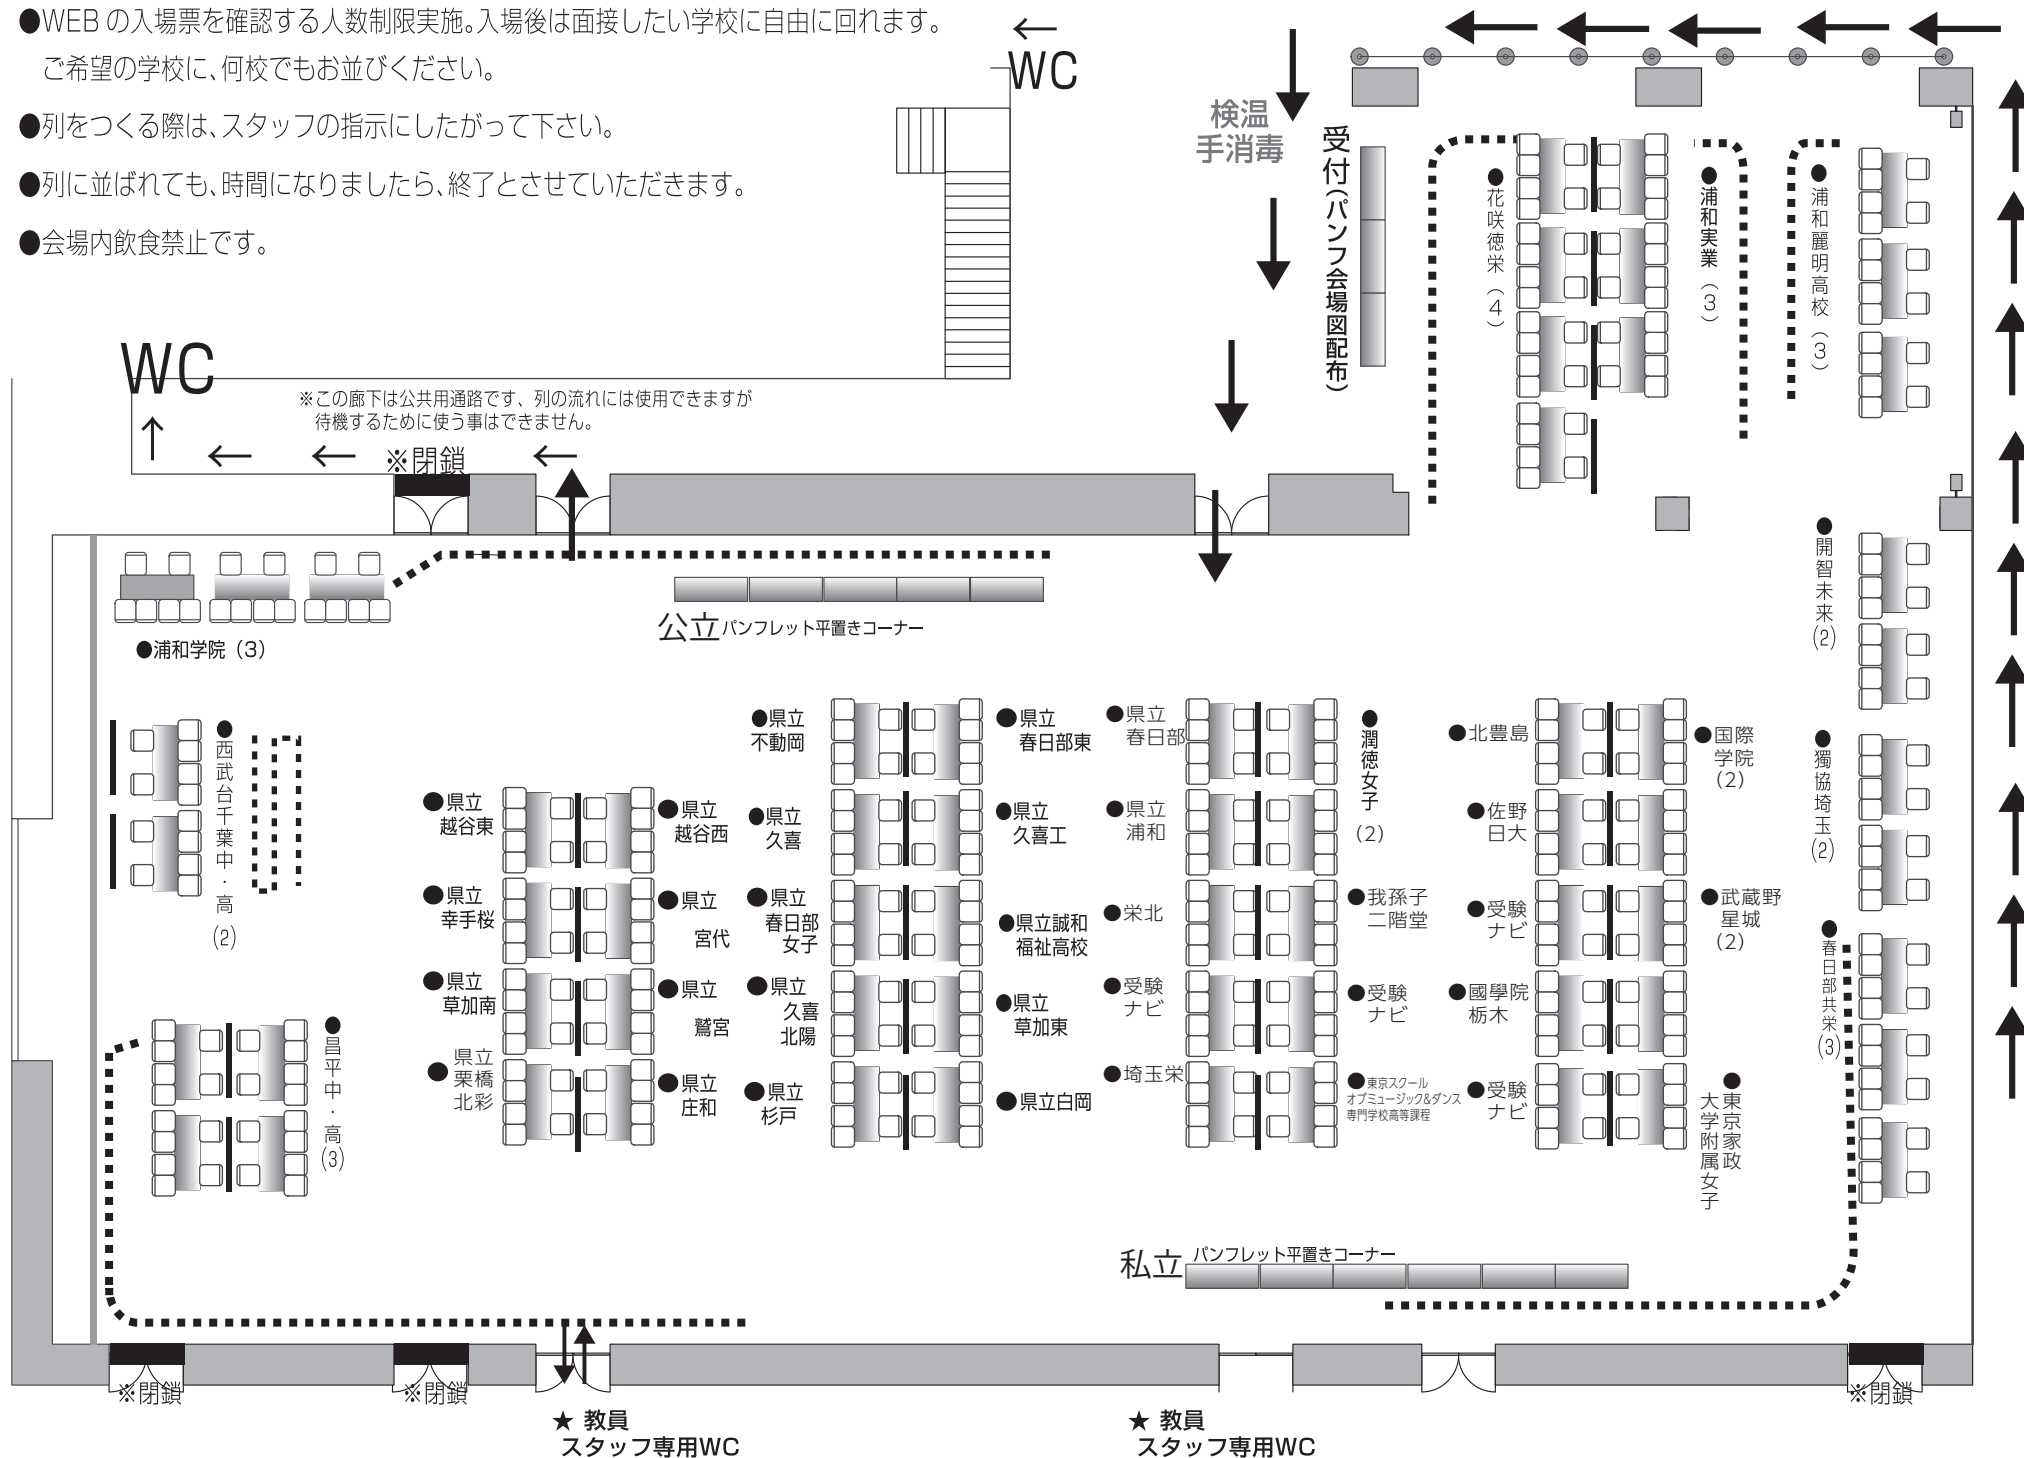 ●WEB の入場票を確認する人数制限実施。入場後は面接したい学校に自由に回れます。
ご希望の学校に、何校でもお並びください。
●列をつくる際は、スタッフの指示にしたがって下さい。
●列に並ばれても、時間になりましたら、終了とさせていただきます。
●会場内飲食禁止です。
←
WC
検温
手消毒
受付(パンフ会場図配布)
●花咲徳栄(4)
●浦和実業(3)
●浦和麗明高校(3)
WC
※この廊下は公共用通路です、列の流れには使用できますが
待機するために使う事はできません。
※閉鎖
●浦和学院(3)
公立 パンフレット平置きコーナー
●開智未来(2)
●獨協埼玉(2)
●春日部共栄(3)
●西武台千葉中・高(2)
●昌平中・高(3)
●県立
越谷東
●県立
幸手桜
●県立
草加南
●県立
栗橋
北彩
●県立
越谷西
●県立
宮代
●県立
鷲宮
●県立
庄和
●県立
不動岡
●県立
久喜
●県立
春日部
女子
●県立
久喜
北陽
●県立
杉戸
●県立
春日部東
●県立
久喜工
●県立誠和
福祉高校
●県立
草加東
●県立白岡
●県立
春日部
●県立
浦和
●栄北
●受験
ナビ
●埼玉栄
●潤徳女子(2)
●我孫子
二階堂
●受験
ナビ
●東京スクール
オブミュージック&ダンス
専門学校高等課程
●北豊島
●佐野
日大
●受験
ナビ
●國學院
栃木
●受験
ナビ
●国際
学院
(2)
●武蔵野
星城
(2)
●東京家政
大学附属女子
私立 パンフレット平置きコーナー
※閉鎖
※閉鎖
※閉鎖
★ 教員
スタッフ専用WC
★ 教員
スタッフ専用WC